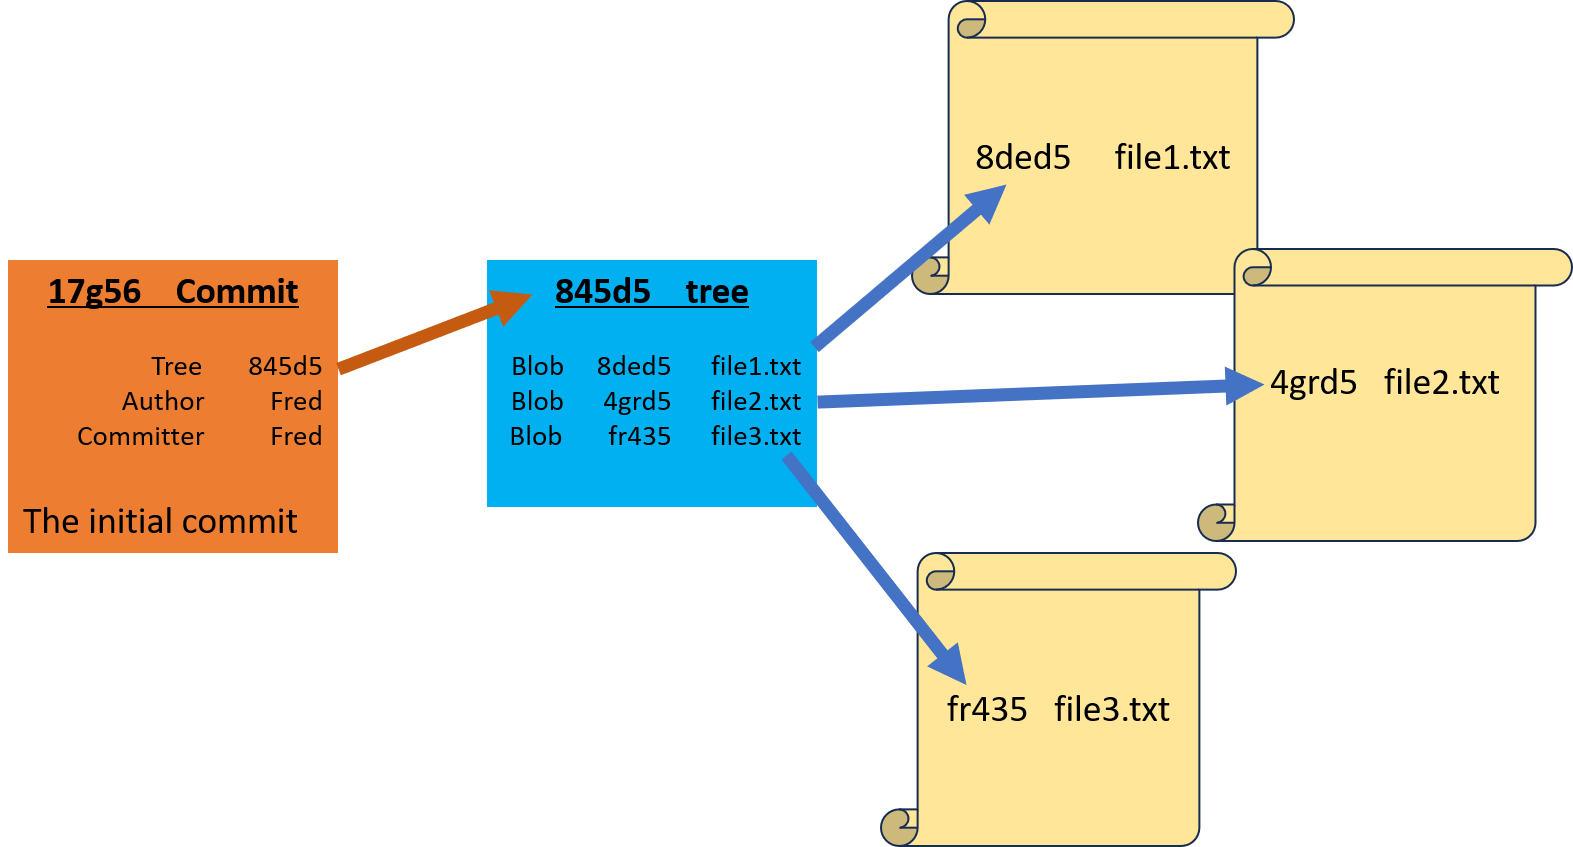 17g56 Commit
Tree 845d5
Author Fred
Committer Fred
The initial commit
845d5 tree
Blob 8ded5 file1.txt
Blob 4grd5 file2.txt
Blob fr435 file3.txt
8ded5 file1.txt
4grd5 file2.txt
fr435 file3.txt